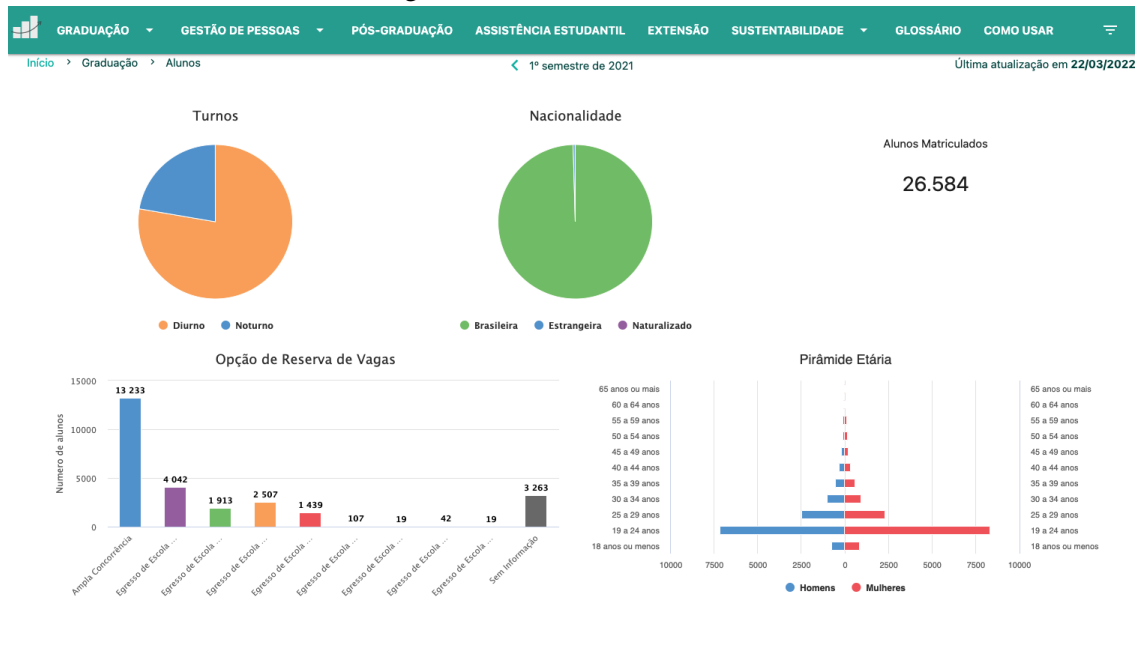 GRADUAÇÃO GESTÃO DE PESSOAS PÓS-GRADUAÇÃO ASSISTÊNCIA ESTUDANTIL EXTENSÃO SUSTENTABILIDADE GLOSSÁRIO COMO USAR
Início > Graduação > Alunos
1º semestre de 2021
Última atualização em 22/03/2022
Turnos
Diurno Noturno
Nacionalidade
Brasileira Estrangeira Naturalizado
Alunos Matriculados
26.584
Opção de Reserva de Vagas
Numero de alunos
15000
10000
5000
0
13 233
4 042
1 913
2 507
1 439
107
19
42
19
3 263
Ampla Concorrência
Egresso de Escola ...
Egresso de Escola ...
Egresso de Escola ...
Egresso de Escola ...
Egresso de Escola ...
Egresso de Escola ...
Egresso de Escola ...
Egresso de Escola ...
Sem Informação
Pirâmide Etária
65 anos ou mais 65 anos ou mais
60 a 64 anos 60 a 64 anos
55 a 59 anos 55 a 59 anos
50 a 54 anos 50 a 54 anos
45 a 49 anos 45 a 49 anos
40 a 44 anos 40 a 44 anos
35 a 39 anos 35 a 39 anos
30 a 34 anos 30 a 34 anos
25 a 29 anos 25 a 29 anos
19 a 24 anos 19 a 24 anos
18 anos ou menos 18 anos ou menos
10000 7500 5000 2500 0 2500 5000 7500 10000
Homens Mulheres